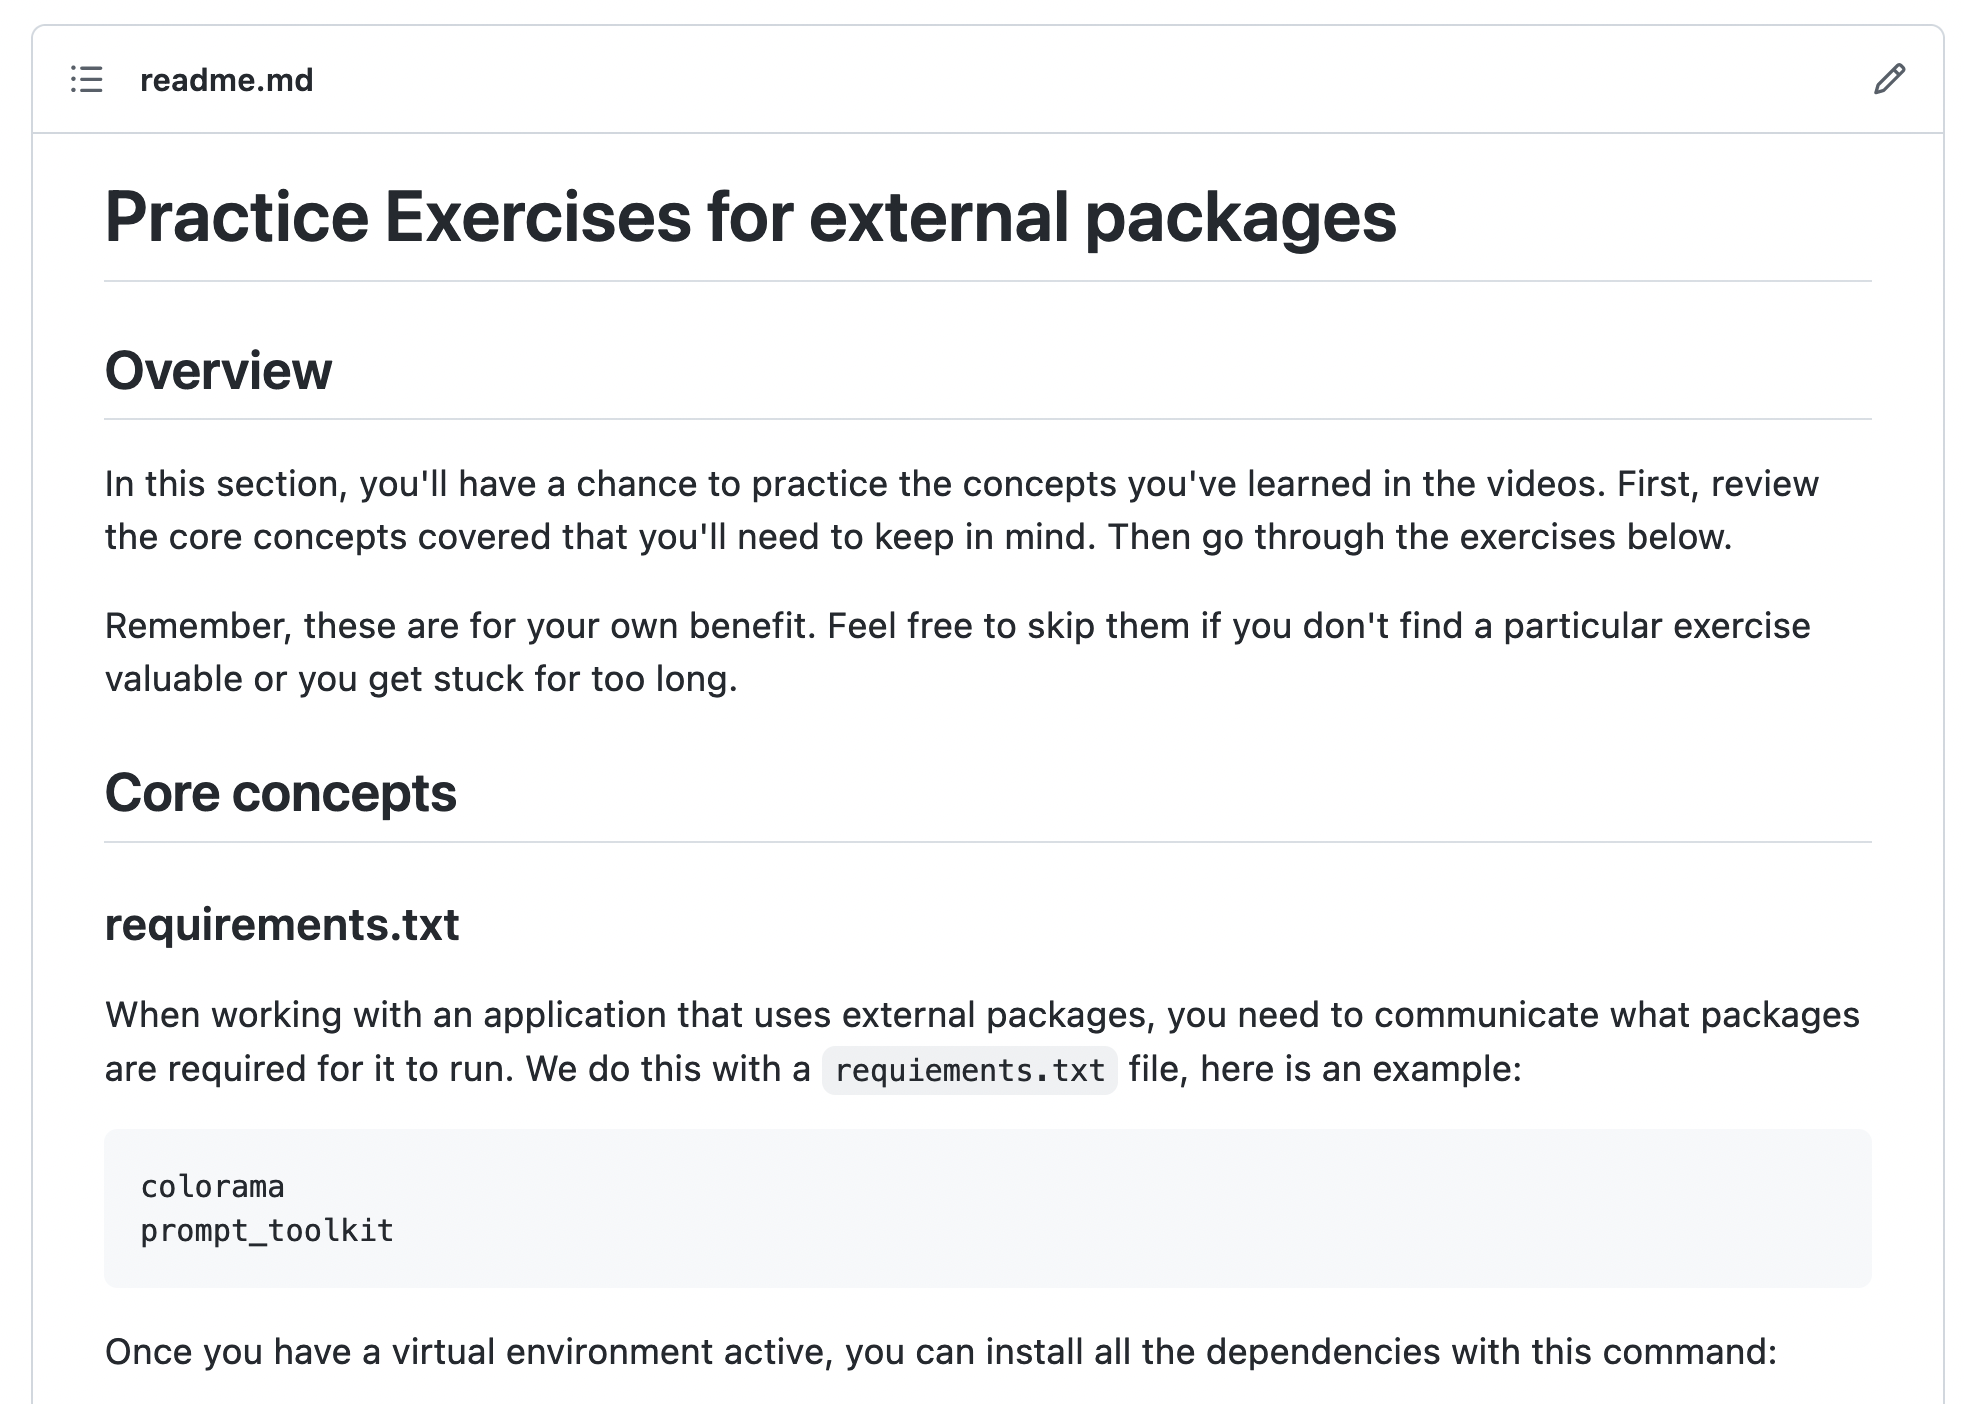 readme.md
Practice Exercises for external packages
Overview
In this section, you'll have a chance to practice the concepts you've learned in the videos. First, review
the core concepts covered that you'll need to keep in mind. Then go through the exercises below.
Remember, these are for your own benefit. Feel free to skip them if you don't find a particular exercise
valuable or you get stuck for too long.
Core concepts
requirements.txt
When working with an application that uses external packages, you need to communicate what packages
are required for it to run. We do this with a requiements.txt file, here is an example:
colorama
prompt_toolkit
Once you have a virtual environment active, you can install all the dependencies with this command: